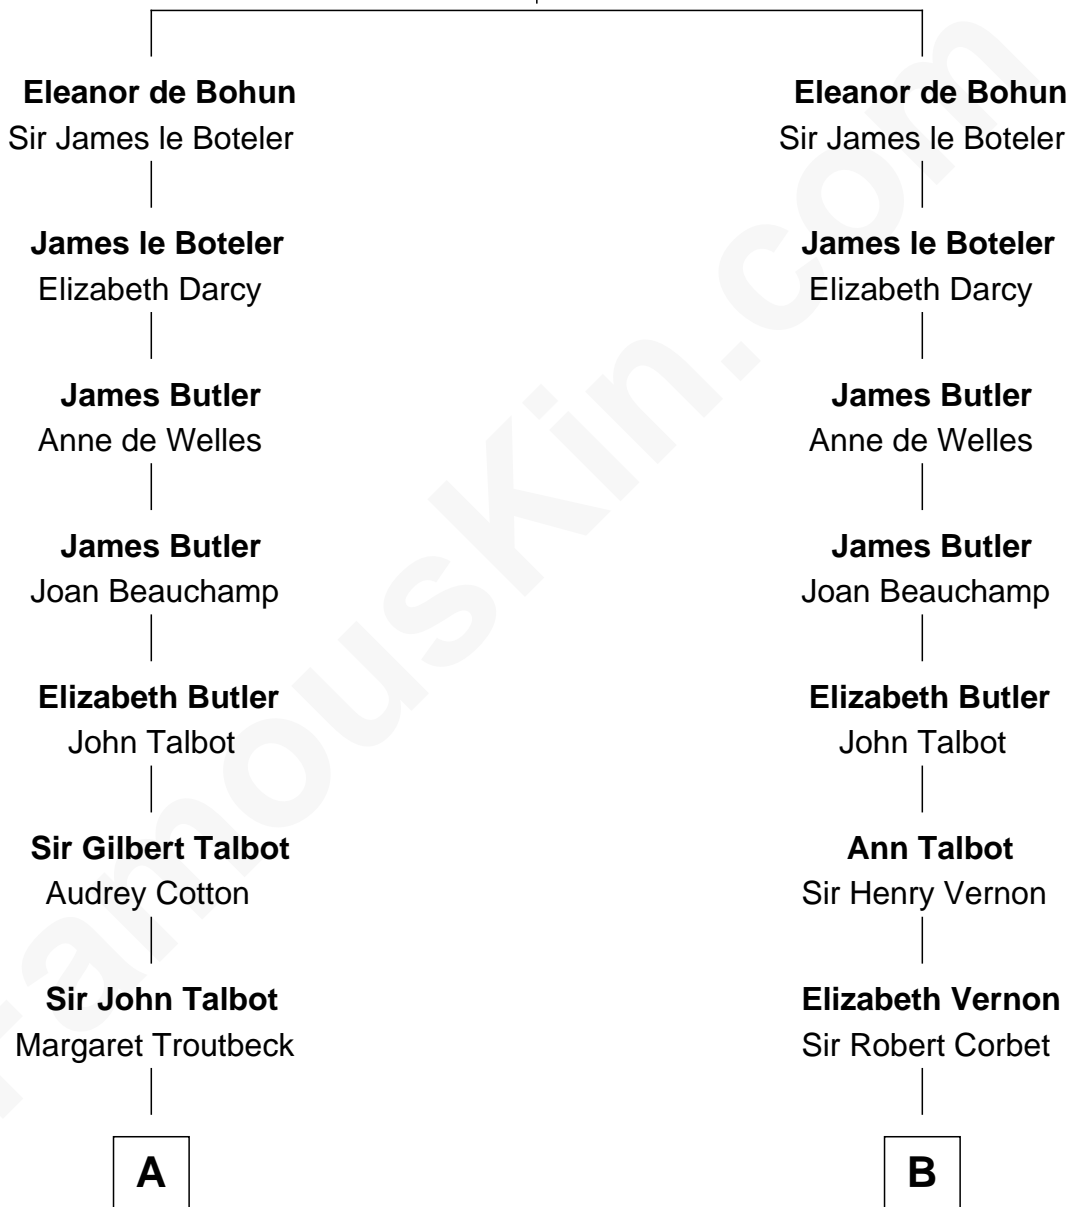 Eleanor de Bohun
Sir James le Boteler
James le Boteler
Elizabeth Darcy
James Butler
Anne de Welles
James Butler
Joan Beauchamp
Elizabeth Butler
John Talbot
Sir Gilbert Talbot
Audrey Cotton
Sir John Talbot
Margaret Troutbeck
A
Eleanor de Bohun
Sir James le Boteler
James le Boteler
Elizabeth Darcy
James Butler
Anne de Welles
James Butler
Joan Beauchamp
Elizabeth Butler
John Talbot
Ann Talbot
Sir Henry Vernon
Elizabeth Vernon
Sir Robert Corbet
B
FamousKin.com